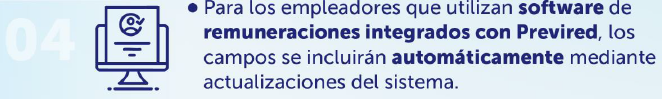 04
• Para los empleadores que utilizan software de
remuneraciones integrados con Previred, los
campos se incluirán automáticamente mediante
actualizaciones del sistema.